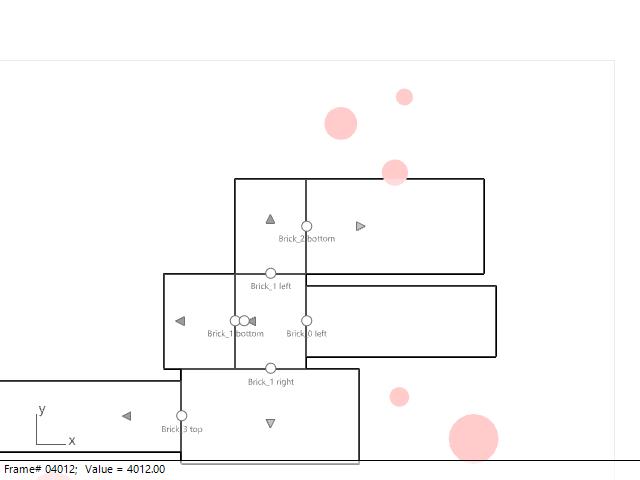 Brick_2 bottom
Brick_1 left
Brick_1 bottom
Brick_0 left
Brick_1 right
y
x
Brick_3 top
Frame# 04012; Value = 4012.00